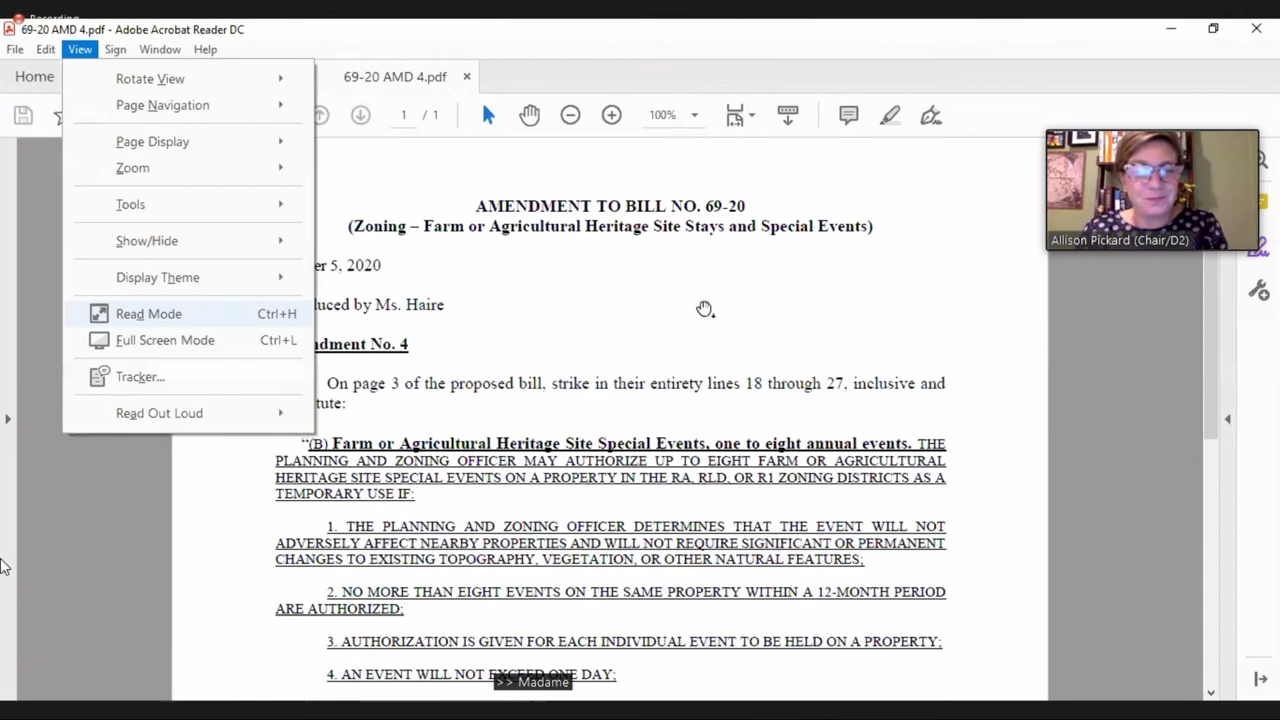 Recording
69-20 AMD 4.pdf - Adobe Acrobat Reader DC
File Edit View Sign Window Help
Home
69-20 AMD 4.pdf ×
1 / 1
100%
Rotate View
Page Navigation
Page Display
Zoom
Tools
Show/Hide
Display Theme
Read Mode Ctrl+H
Full Screen Mode Ctrl+L
Tracker...
Read Out Loud
Allison Pickard (Chair/D2)
AMENDMENT TO BILL NO. 69-20
(Zoning – Farm or Agricultural Heritage Site Stays and Special Events)
er 5, 2020
duced by Ms. Haire
ndment No. 4
On page 3 of the proposed bill, strike in their entirety lines 18 through 27, inclusive and
tute:
“(B) Farm or Agricultural Heritage Site Special Events, one to eight annual events. THE
PLANNING AND ZONING OFFICER MAY AUTHORIZE UP TO EIGHT FARM OR AGRICULTURAL
HERITAGE SITE SPECIAL EVENTS ON A PROPERTY IN THE RA, RLD, OR R1 ZONING DISTRICTS AS A
TEMPORARY USE IF:
1. THE PLANNING AND ZONING OFFICER DETERMINES THAT THE EVENT WILL NOT
ADVERSELY AFFECT NEARBY PROPERTIES AND WILL NOT REQUIRE SIGNIFICANT OR PERMANENT
CHANGES TO EXISTING TOPOGRAPHY, VEGETATION, OR OTHER NATURAL FEATURES;
2. NO MORE THAN EIGHT EVENTS ON THE SAME PROPERTY WITHIN A 12-MONTH PERIOD
ARE AUTHORIZED;
3. AUTHORIZATION IS GIVEN FOR EACH INDIVIDUAL EVENT TO BE HELD ON A PROPERTY;
4. AN EVENT WILL NOT EXCEED ONE DAY;
>> Madame